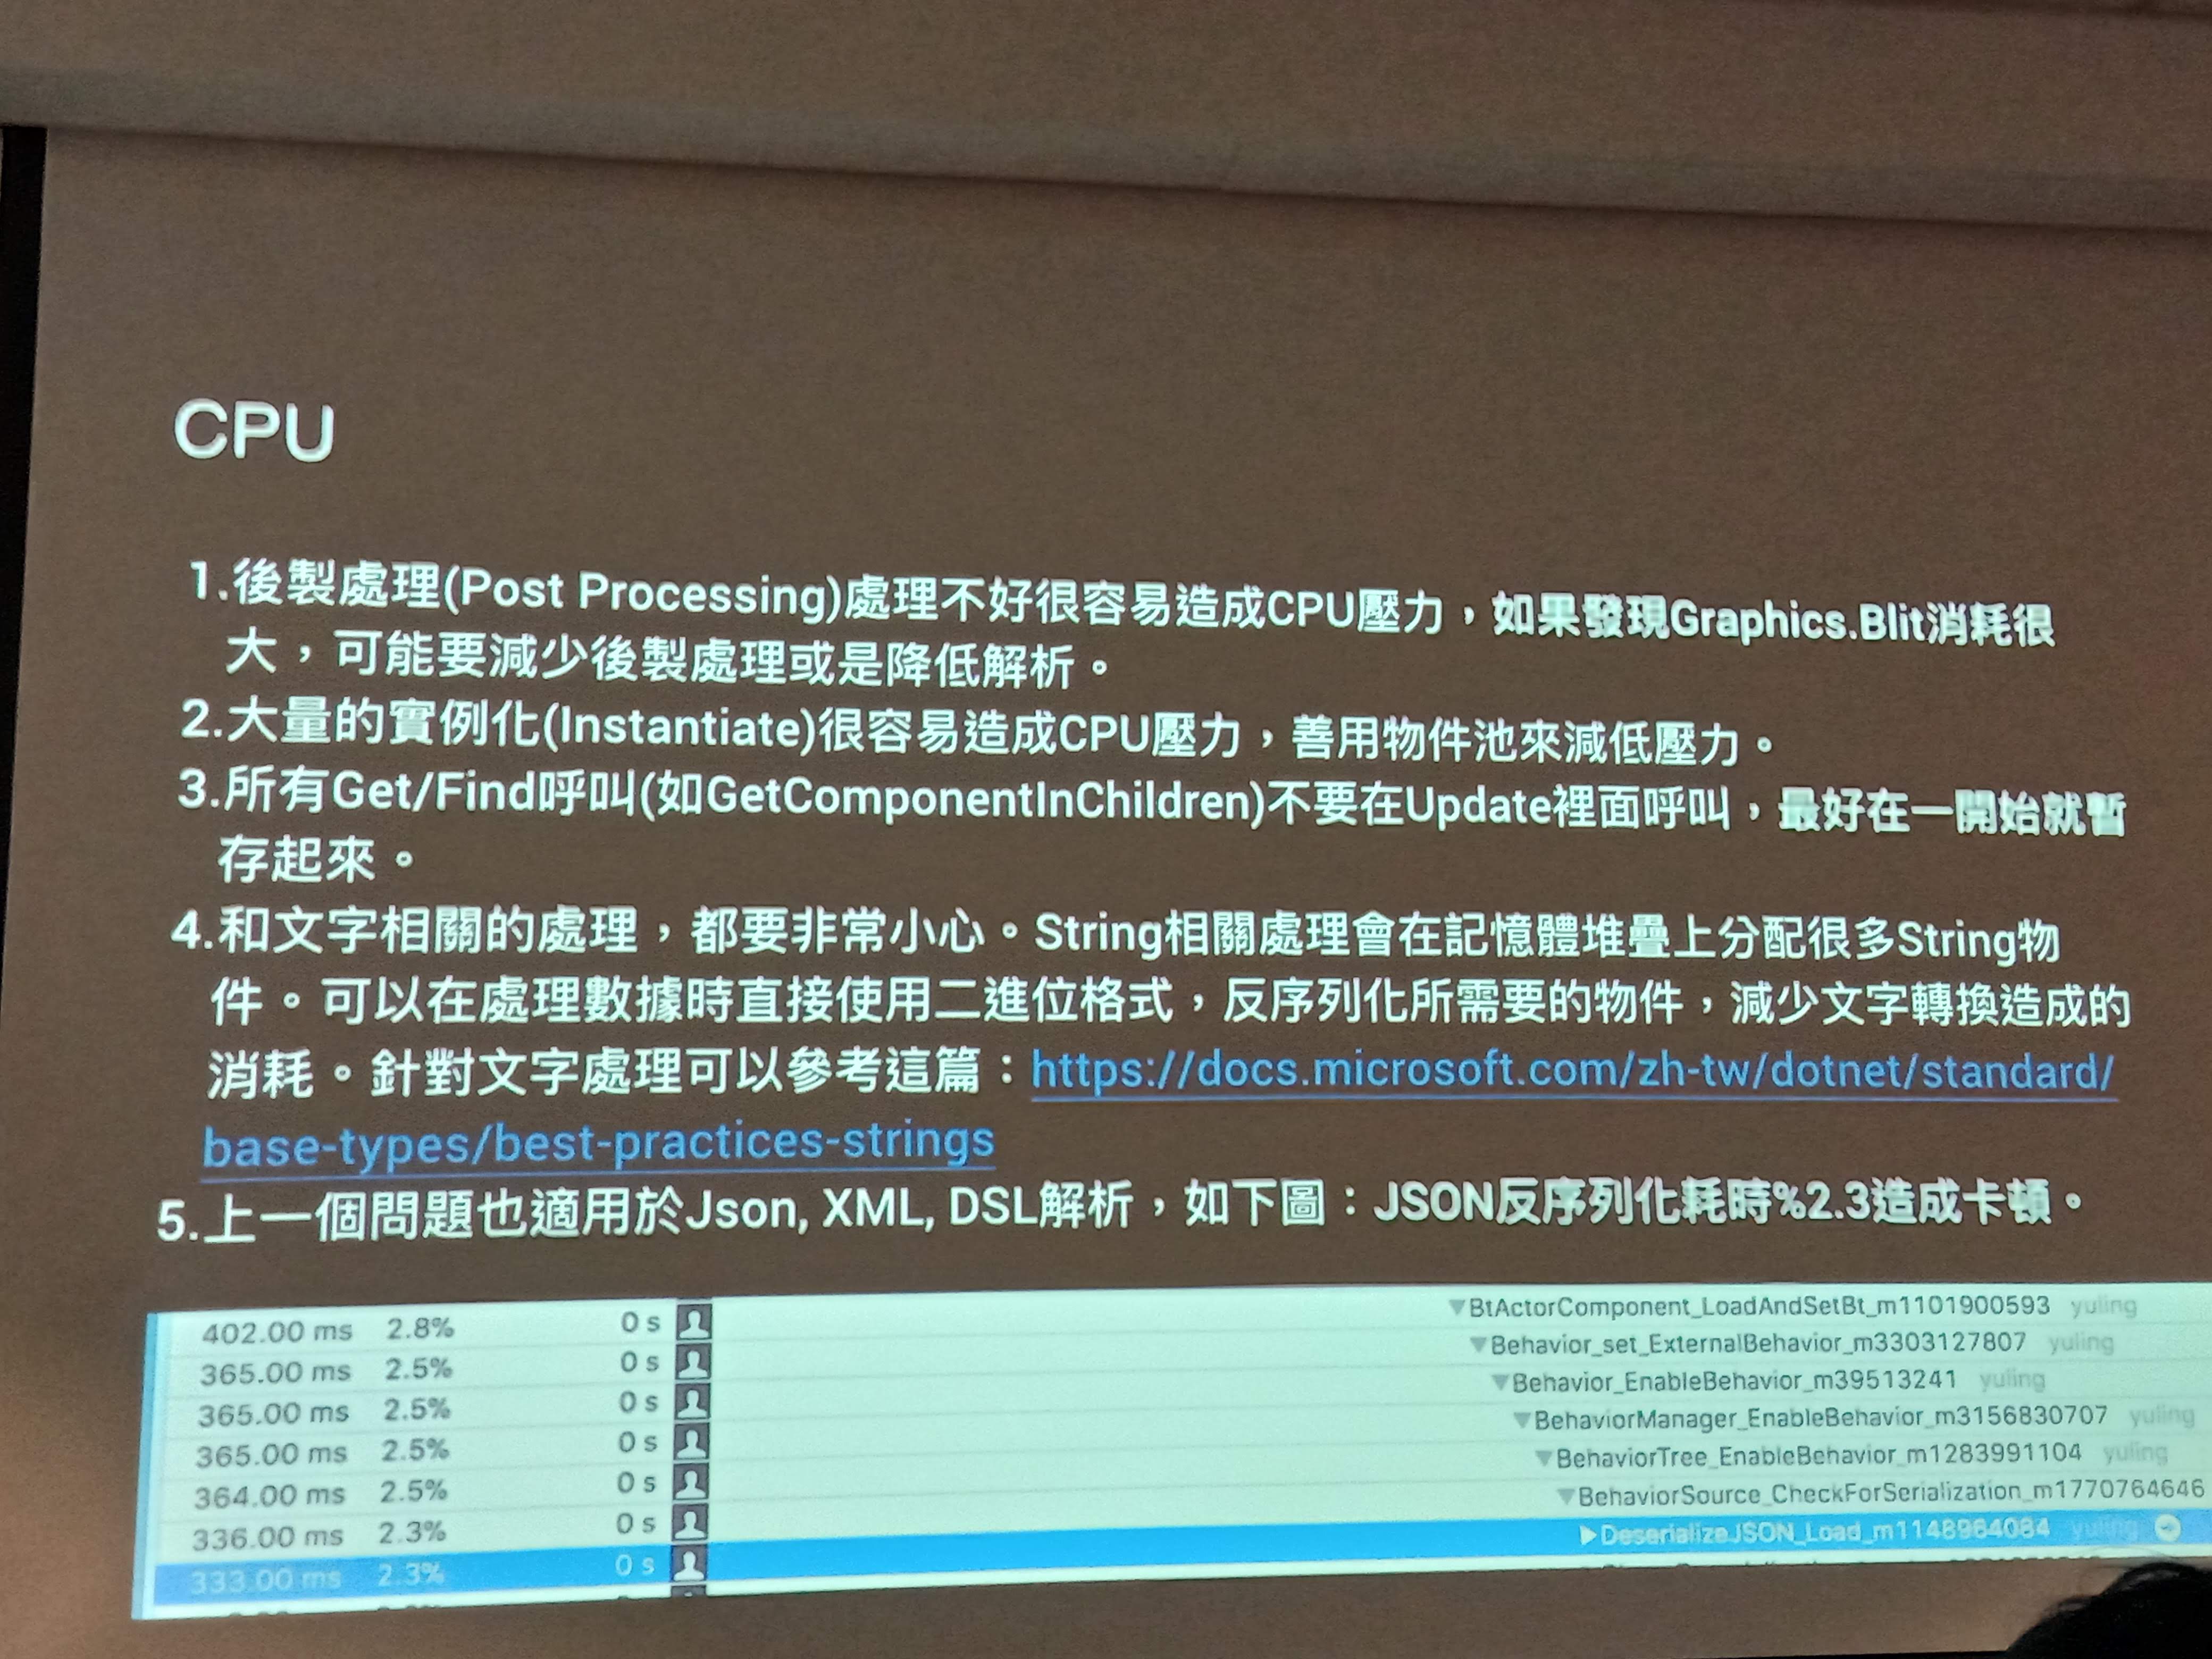 CPU
1.後製處理(Post Processing)處理不好很容易造成CPU壓力，如果發現Graphics.Blit消耗很
大，可能要減少後製處理或是降低解析。
2.大量的實例化(Instantiate)很容易造成CPU壓力，善用物件池來減低壓力。
3.所有Get/Find呼叫(如GetComponentInChildren)不要在Update裡面呼叫，最好在一開始就暫
存起來。
4.和文字相關的處理，都要非常小心。String相關處理會在記憶體堆疊上分配很多String物
件。可以在處理數據時直接使用二進位格式，反序列化所需要的物件，減少文字轉換造成的
消耗。針對文字處理可以參考這篇：https://docs.microsoft.com/zh-tw/dotnet/standard/
base-types/best-practices-strings
5.上一個問題也適用於Json, XML, DSL解析，如下圖：JSON反序列化耗時%2.3造成卡頓。
402.00 ms 2.8% 0 s BtActorComponent_LoadAndSetBt_m1101900593 yuling
365.00 ms 2.5% 0 s Behavior_set_ExternalBehavior_m3303127807 yuling
365.00 ms 2.5% 0 s Behavior_EnableBehavior_m39513241 yuling
365.00 ms 2.5% 0 s BehaviorManager_EnableBehavior_m3156830707 yuling
364.00 ms 2.5% 0 s BehaviorTree_EnableBehavior_m1283991104 yuling
336.00 ms 2.3% 0 s BehaviorSource_CheckForSerialization_m1770764646
333.00 ms 2.3% 0 s DeserializeJSON_Load_m1148964084 yuling